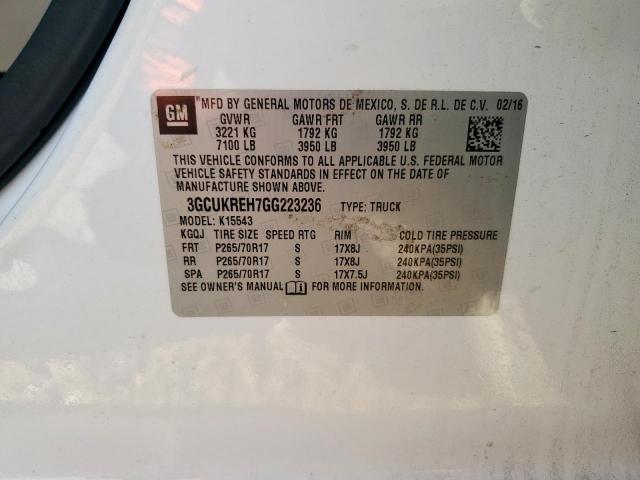 GM *MFD BY GENERAL MOTORS DE MEXICO, S. DE R.L. DE C.V. 02/16
GVWR GAWR FRT GAWR RR
3221 KG 1792 KG 1792 KG
7100 LB 3950 LB 3950 LB
THIS VEHICLE CONFORMS TO ALL APPLICABLE U.S. FEDERAL MOTOR
VEHICLE SAFETY STANDARDS IN EFFECT ON THE DATE OF
MANUFACTURE SHOWN ABOVE.
3GCUKREH7GG223236 TYPE: TRUCK
MODEL: K15543
KGQJ TIRE SIZE SPEED RTG RIM COLD TIRE PRESSURE
FRT P265/70R17 S 17X8J 240KPA(35PSI)
RR P265/70R17 S 17X8J 240KPA(35PSI)
SPA P265/70R17 S 17X7.5J 240KPA(35PSI)
SEE OWNER'S MANUAL FOR MORE INFORMATION.